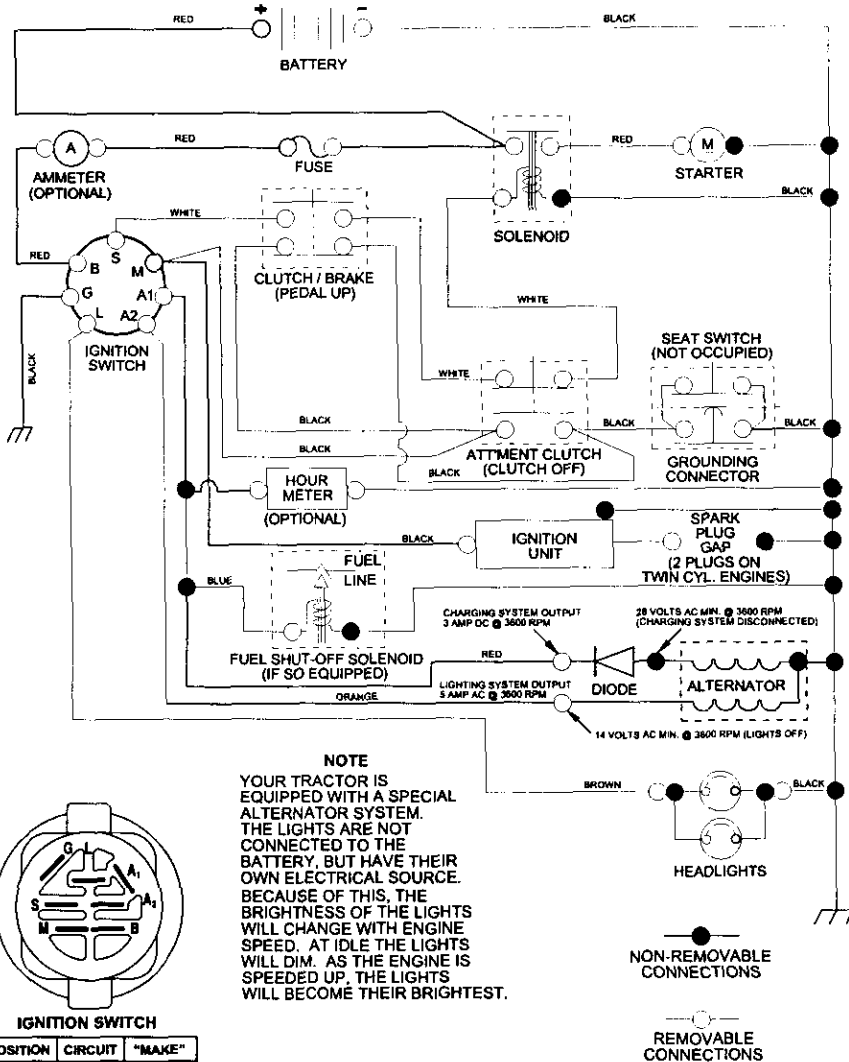 RED
+
-
BLACK
BATTERY
A
RED
AMMETER
(OPTIONAL)
FUSE
RED
M
STARTER
BLACK
SOLENOID
WHITE
RED
B
S
M
G
A1
L
A2
IGNITION
SWITCH
BLACK
CLUTCH / BRAKE
(PEDAL UP)
WHITE
WHITE
SEAT SWITCH
(NOT OCCUPIED)
BLACK
BLACK
BLACK
BLACK
BLACK
ATT'MENT CLUTCH
(CLUTCH OFF)
GROUNDING
CONNECTOR
HOUR
METER
(OPTIONAL)
BLACK
IGNITION
UNIT
SPARK
PLUG
GAP
(2 PLUGS ON
TWIN CYL. ENGINES)
BLUE
FUEL
LINE
FUEL SHUT-OFF SOLENOID
(IF SO EQUIPPED)
CHARGING SYSTEM OUTPUT
3 AMP DC @ 3600 RPM
28 VOLTS AC MIN. @ 3600 RPM
(CHARGING SYSTEM DISCONNECTED)
RED
DIODE
ALTERNATOR
LIGHTING SYSTEM OUTPUT
5 AMP AC @ 3600 RPM
ORANGE
14 VOLTS AC MIN. @ 3600 RPM (LIGHTS OFF)
BROWN
BLACK
HEADLIGHTS
NOTE
YOUR TRACTOR IS
EQUIPPED WITH A SPECIAL
ALTERNATOR SYSTEM.
THE LIGHTS ARE NOT
CONNECTED TO THE
BATTERY, BUT HAVE THEIR
OWN ELECTRICAL SOURCE.
BECAUSE OF THIS, THE
BRIGHTNESS OF THE LIGHTS
WILL CHANGE WITH ENGINE
SPEED. AT IDLE THE LIGHTS
WILL DIM. AS THE ENGINE IS
SPEEDED UP, THE LIGHTS
WILL BECOME THEIR BRIGHTEST.
G L
A1
S
A2
M
B
IGNITION SWITCH
OSITION CIRCUIT "MAKE"
NON-REMOVABLE
CONNECTIONS
REMOVABLE
CONNECTIONS